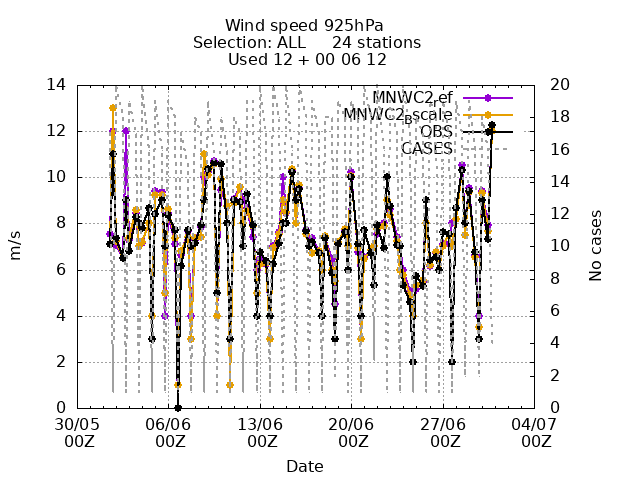 Wind speed 925hPa
Selection: ALL 24 stations
Used 12 + 00 06 12
m/s
No cases
14
12
10
8
6
4
2
0
20
18
16
14
12
10
8
6
4
2
0
MNWC2ref
MNWC2Bscale
OBS
CASES
30/05 06/06 13/06 20/06 27/06 04/07
00Z 00Z 00Z 00Z 00Z 00Z
Date